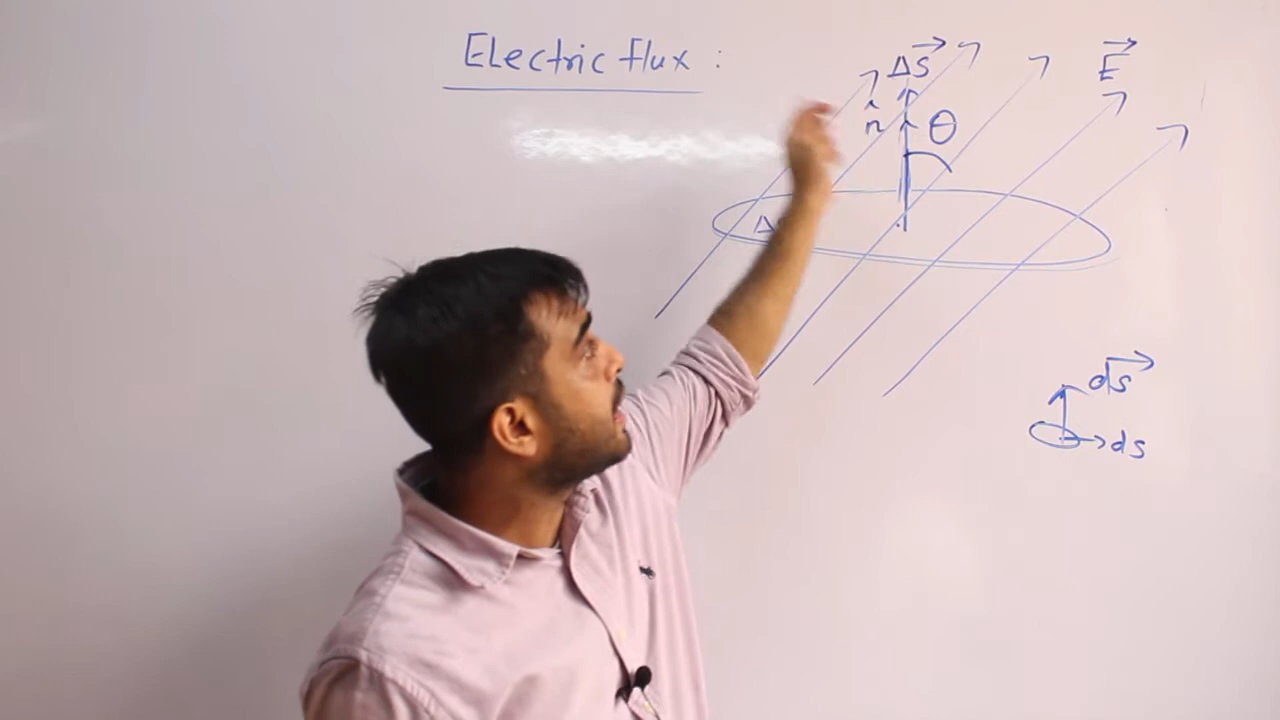 Electric flux :
ΔS⃗
E⃗
n̂
θ
Δ
ds⃗
ds